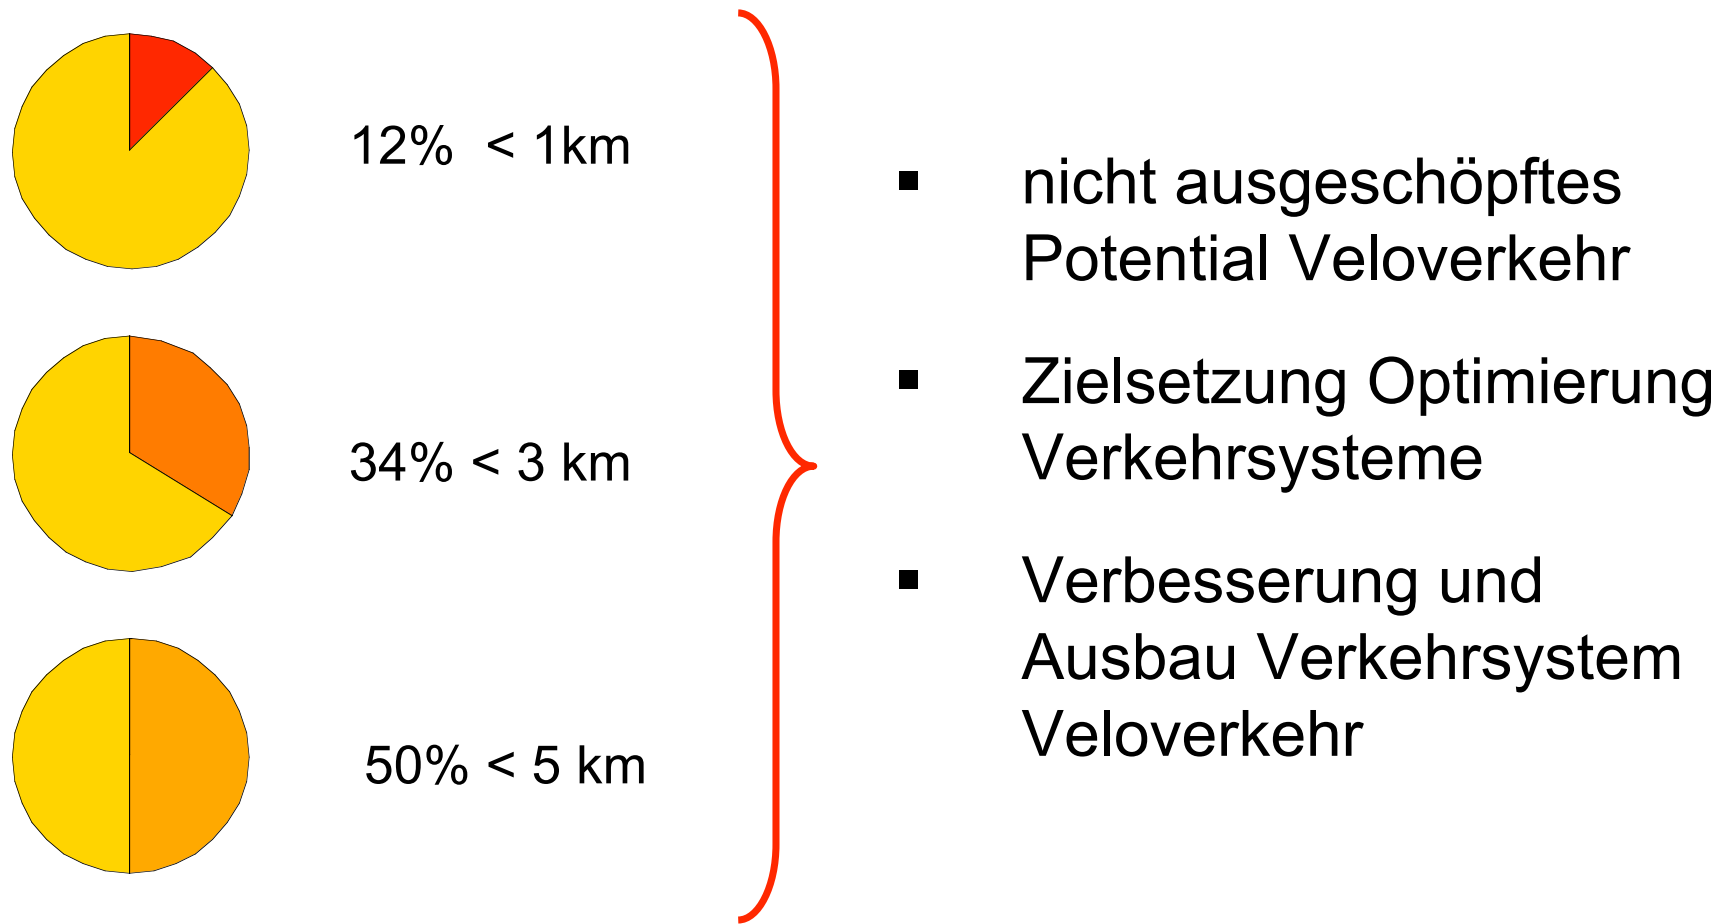 12% < 1km
34% < 3 km
50% < 5 km
▪ nicht ausgeschöpftes
Potential Veloverkehr
▪ Zielsetzung Optimierung
Verkehrsysteme
▪ Verbesserung und
Ausbau Verkehrsystem
Veloverkehr